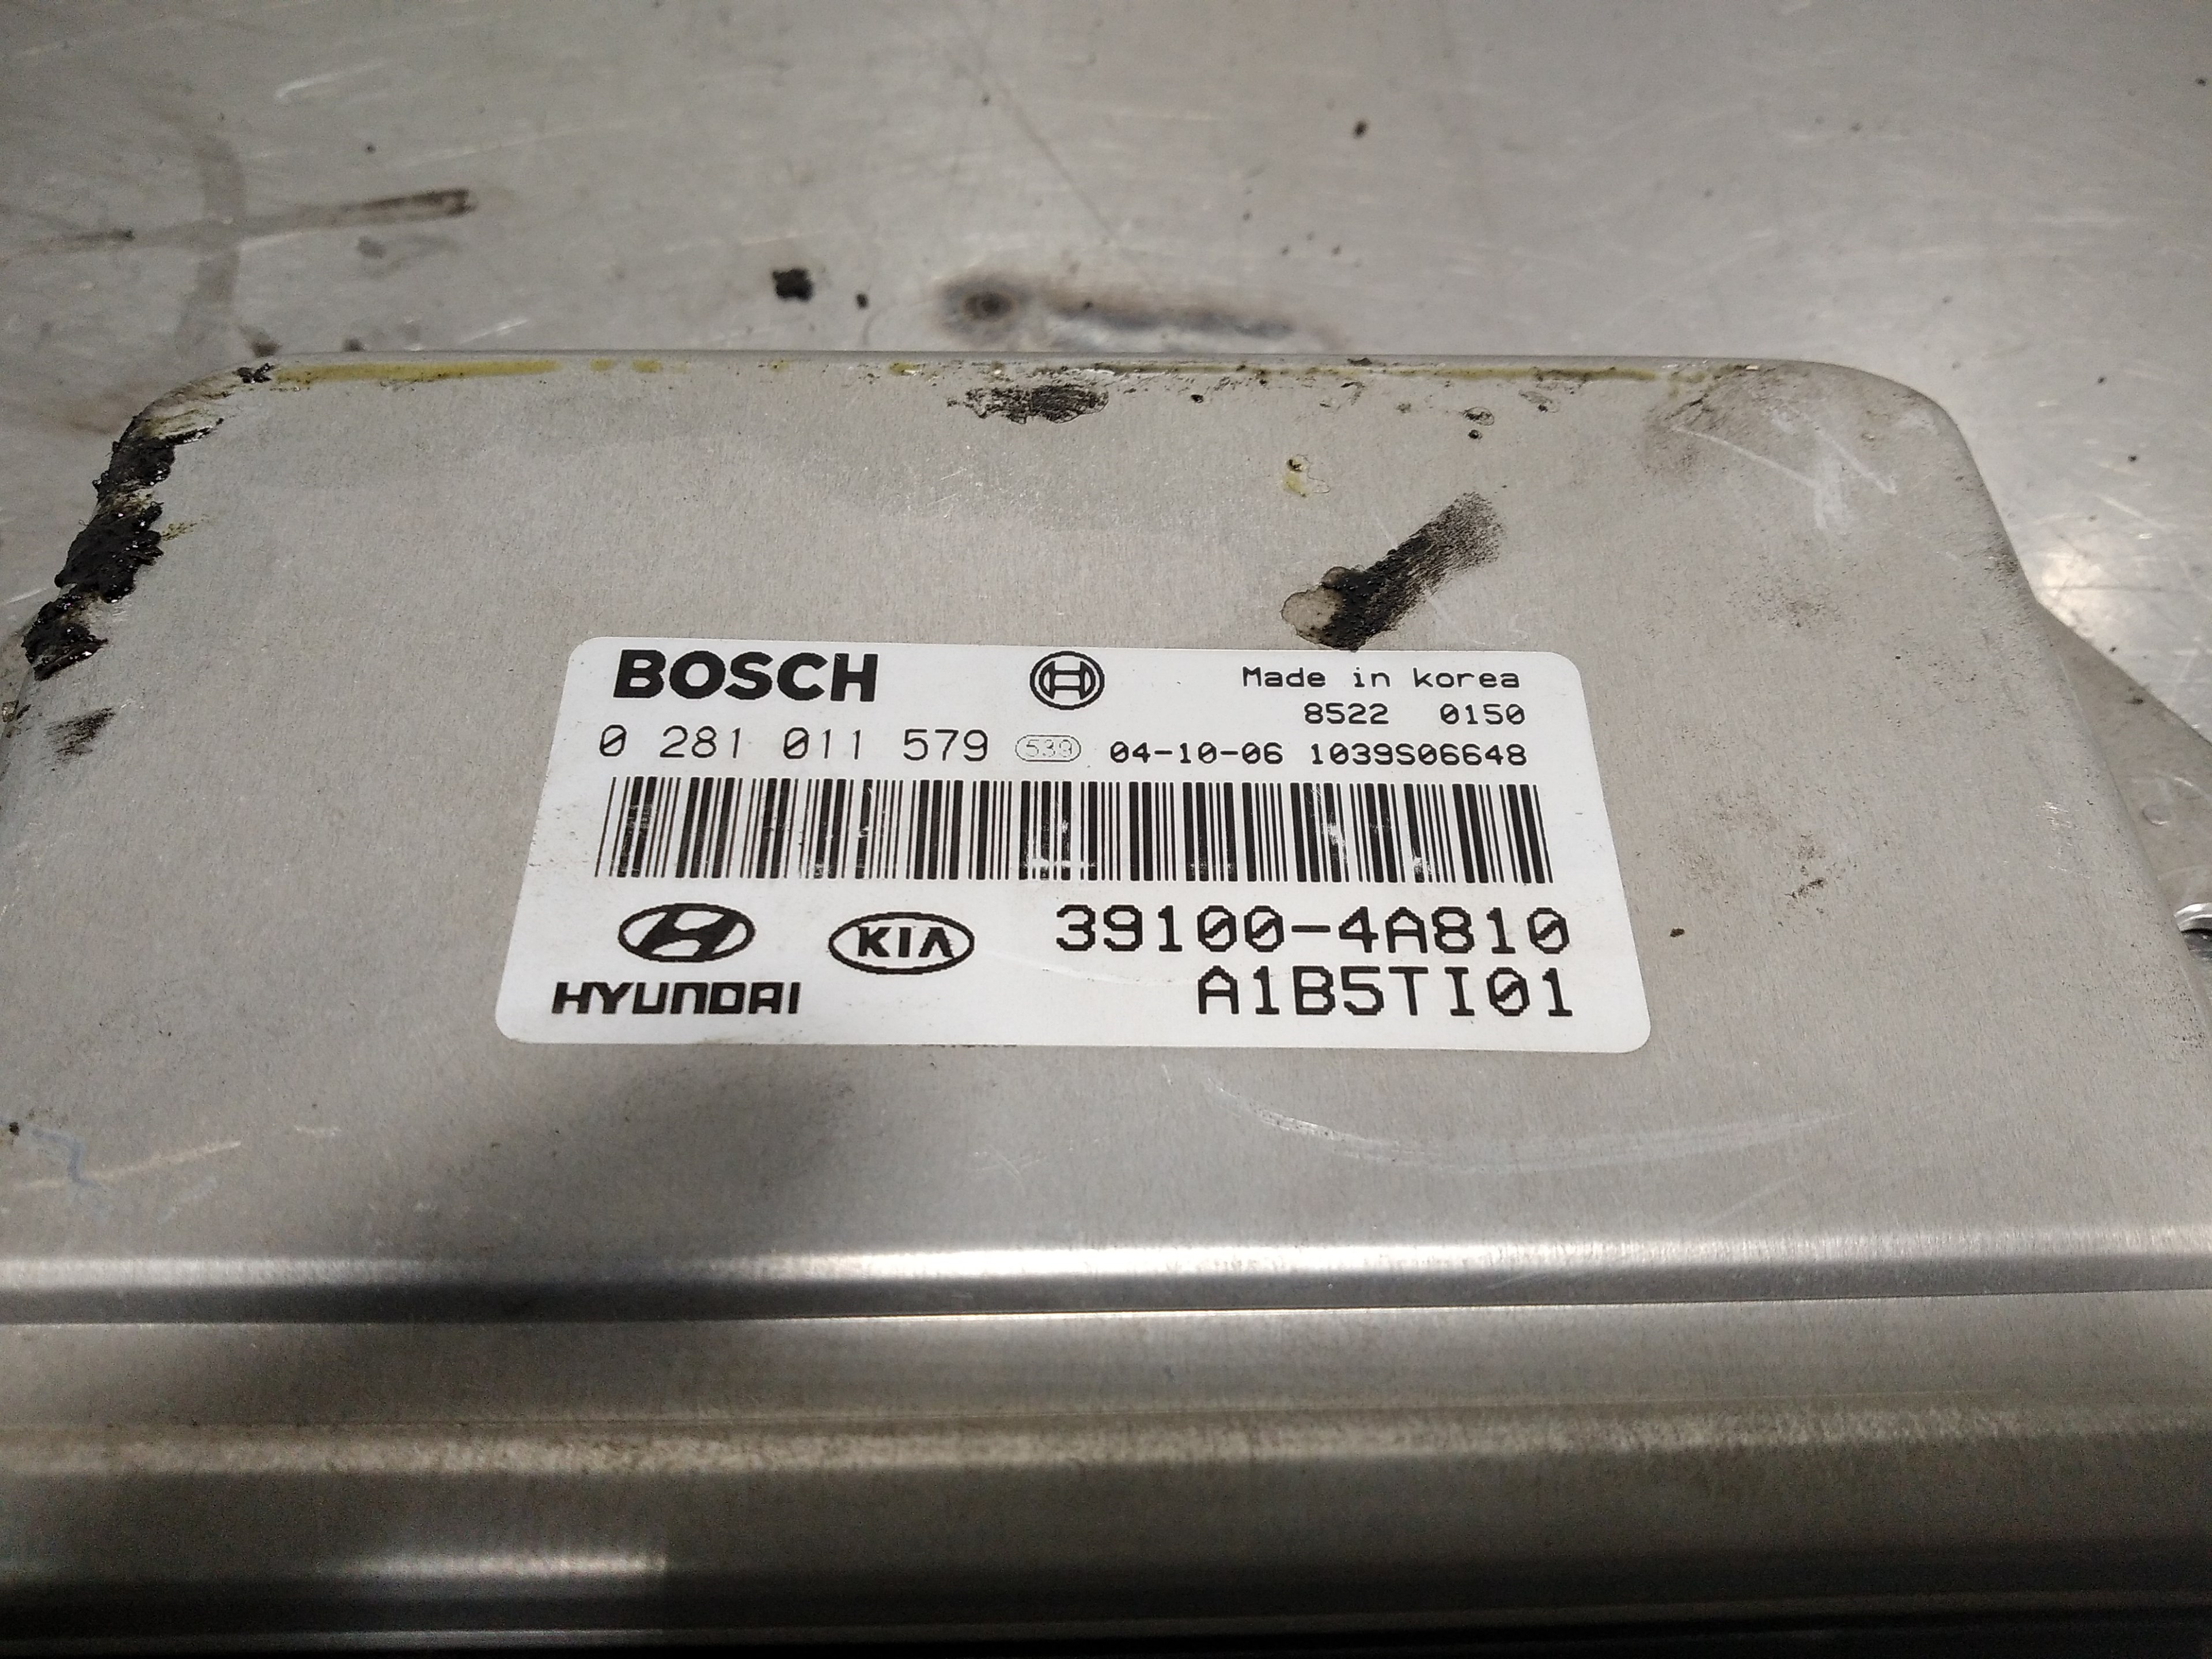 BOSCH
Made in korea
8522 0150
0 281 011 579 539 04-10-06 1039S06648
KIA 39100-4A810
HYUNDAI A1B5TI01